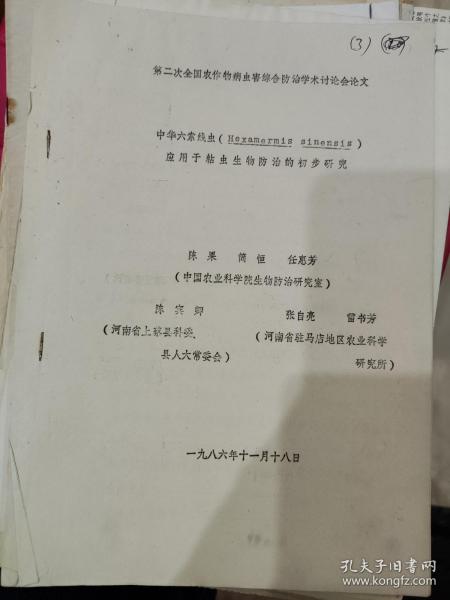 (3)
第二次全国农作物病虫害综合防治学术讨论会论文
中华六索线虫(Hexamermis sinensis)
应用于粘虫生物防治的初步研究
陈果 简恒 任惠芳
(中国农业科学院生物防治研究室)
陈宾卿 张自亮 雷书芳
(河南省上蔡县科委、 (河南省驻马店地区农业科学
县人大常委会) 研究所)
一九八六年十一月十八日
孔夫子旧书网
www.kongfz.com